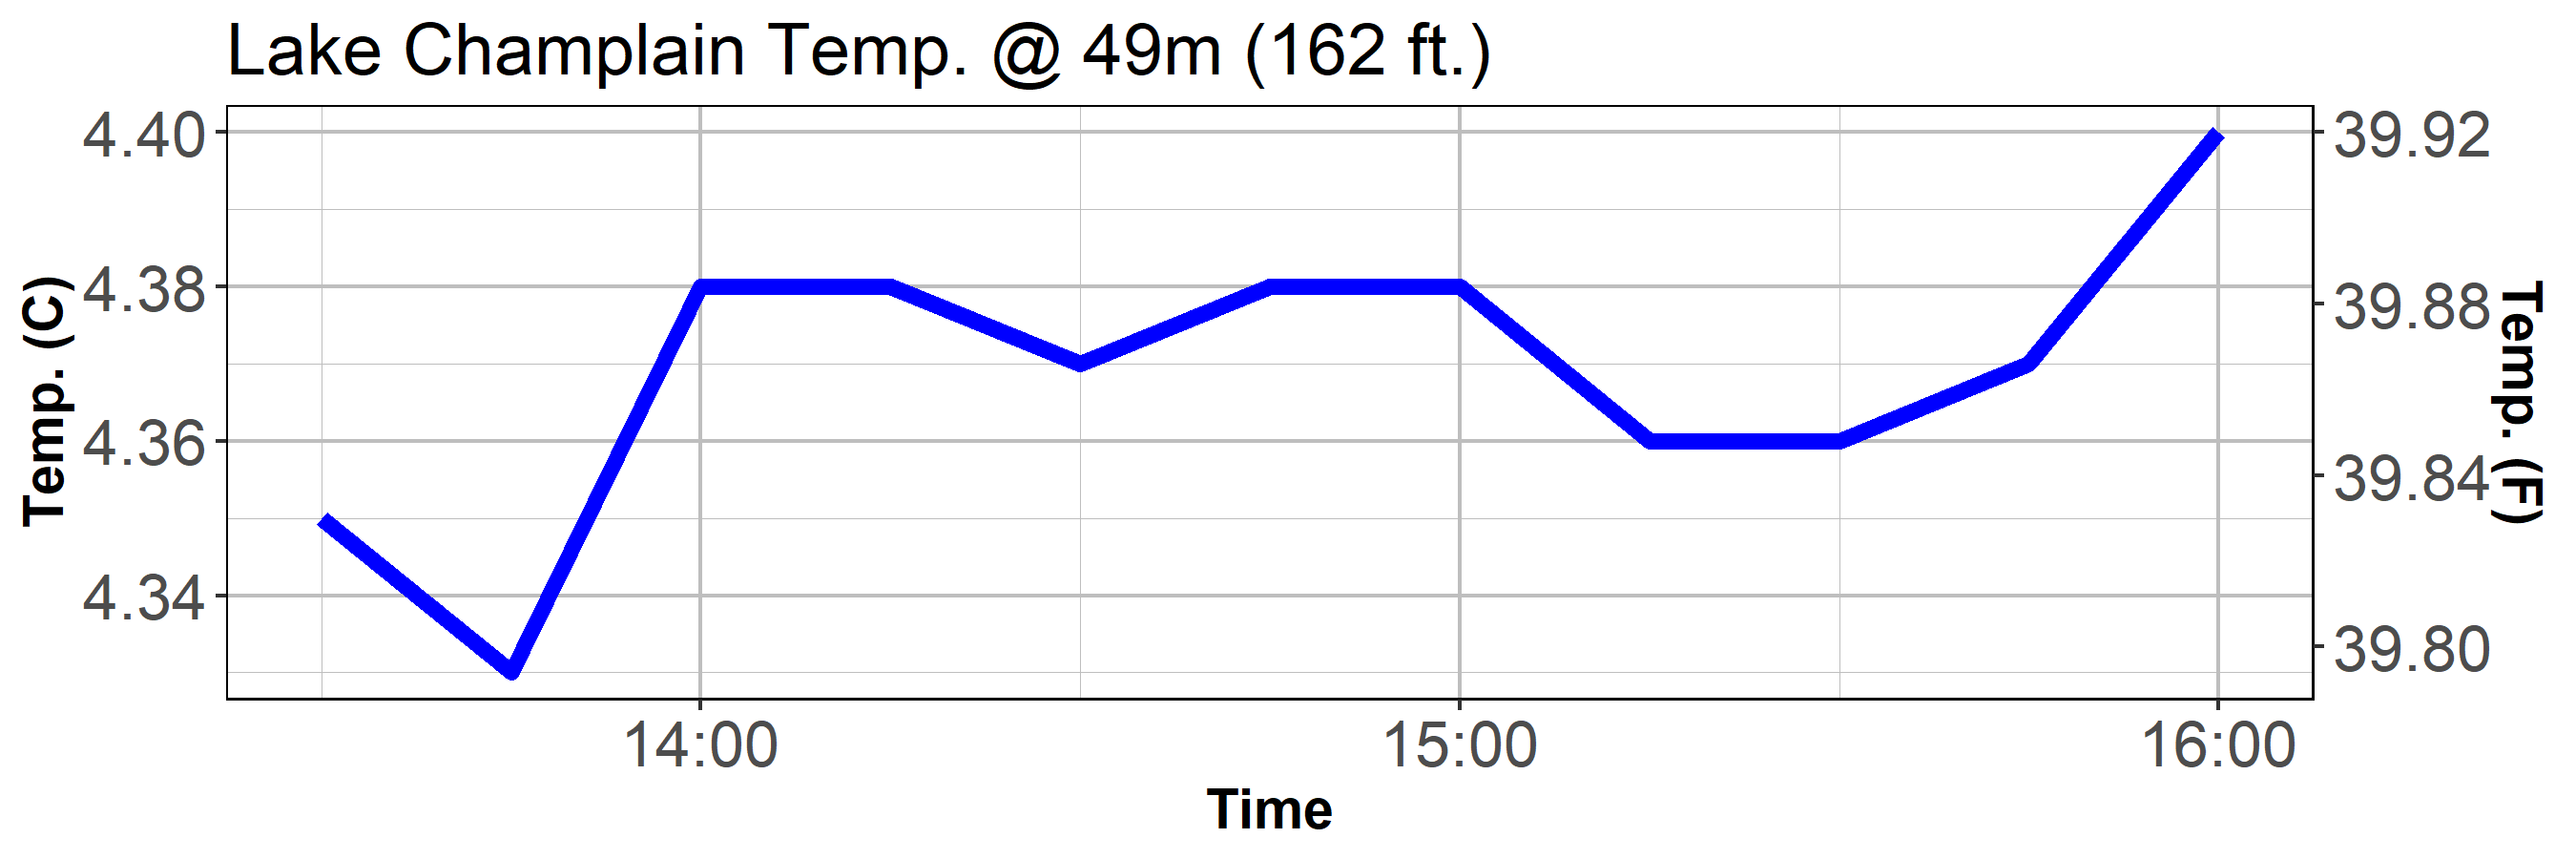 Lake Champlain Temp. @ 49m (162 ft.)
4.40
4.38
4.36
4.34
Temp. (C)
39.92
39.88
39.84
39.80
Temp. (F)
14:00
15:00
16:00
Time